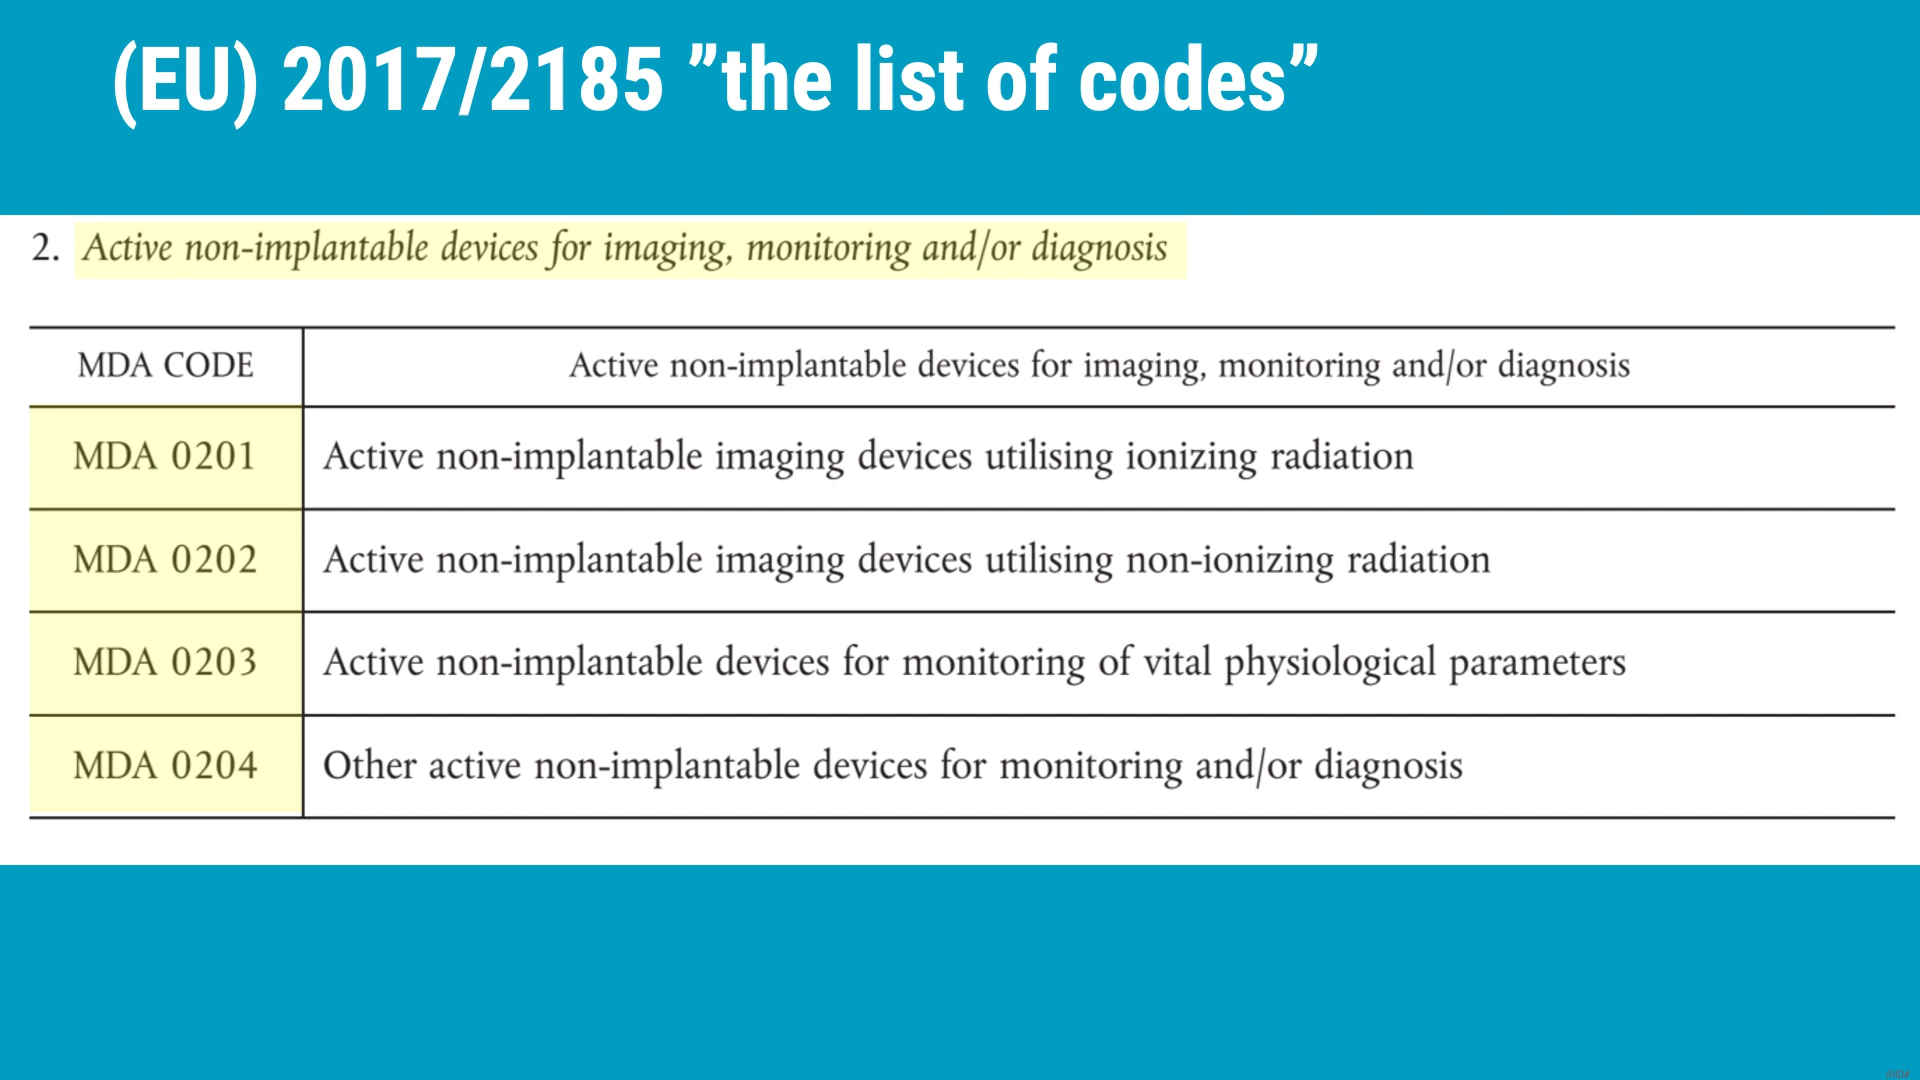 (EU) 2017/2185 ”the list of codes”
2. Active non-implantable devices for imaging, monitoring and/or diagnosis
MDA CODE Active non-implantable devices for imaging, monitoring and/or diagnosis
MDA 0201 Active non-implantable imaging devices utilising ionizing radiation
MDA 0202 Active non-implantable imaging devices utilising non-ionizing radiation
MDA 0203 Active non-implantable devices for monitoring of vital physiological parameters
MDA 0204 Other active non-implantable devices for monitoring and/or diagnosis